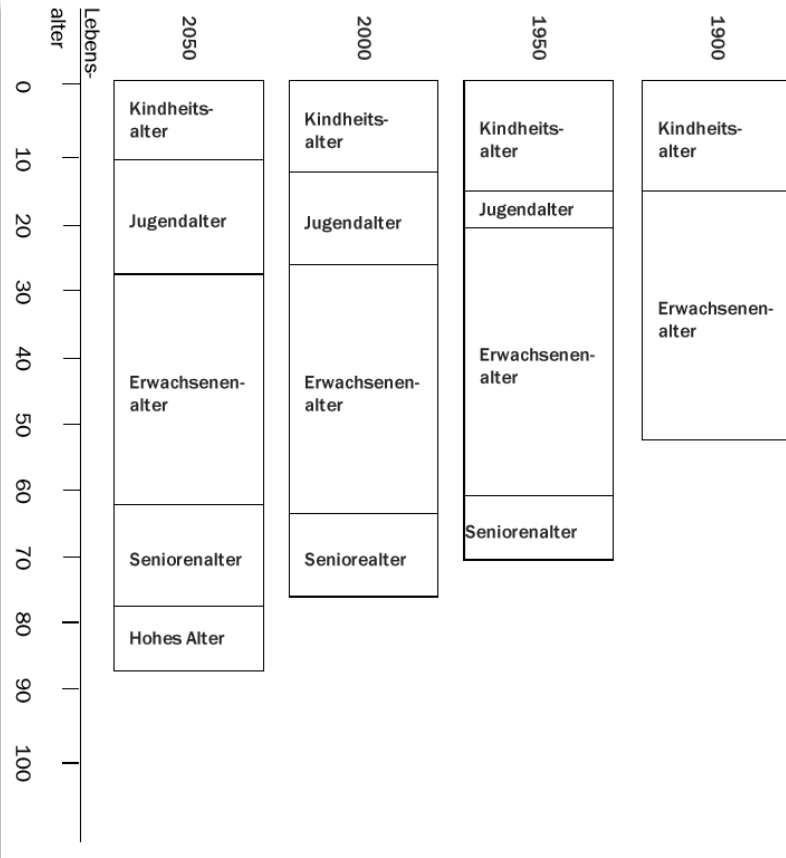 Lebens-
alter
2050
2000
1950
1900
0
10
20
30
40
50
60
70
80
90
100
Kindheits-
alter
Jugendalter
Erwachsenen-
alter
Seniorenalter
Hohes Alter
Kindheits-
alter
Jugendalter
Erwachsenen-
alter
Seniorealter
Kindheits-
alter
Jugendalter
Erwachsenen-
alter
Seniorenalter
Kindheits-
alter
Erwachsenen-
alter